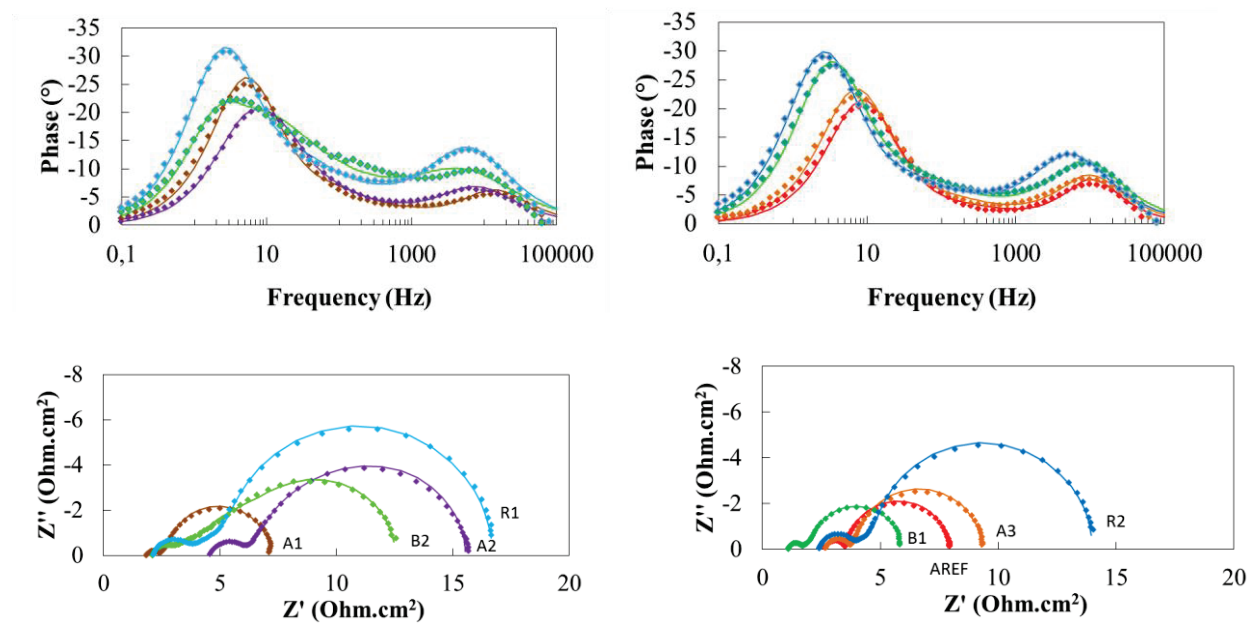 -35
-30
-25
-20
-15
-10
-5
0
Phase (°)
0,1 10 1000 100000
Frequency (Hz)
-35
-30
-25
-20
-15
-10
-5
0
Phase (°)
0,1 10 1000 100000
Frequency (Hz)
-8
-6
-4
-2
0
Z'' (Ohm.cm²)
R1
A1
B2
A2
0 5 10 15 20
Z' (Ohm.cm²)
-8
-6
-4
-2
0
Z'' (Ohm.cm²)
R2
B1
A3
AREF
0 5 10 15 20
Z' (Ohm.cm²)